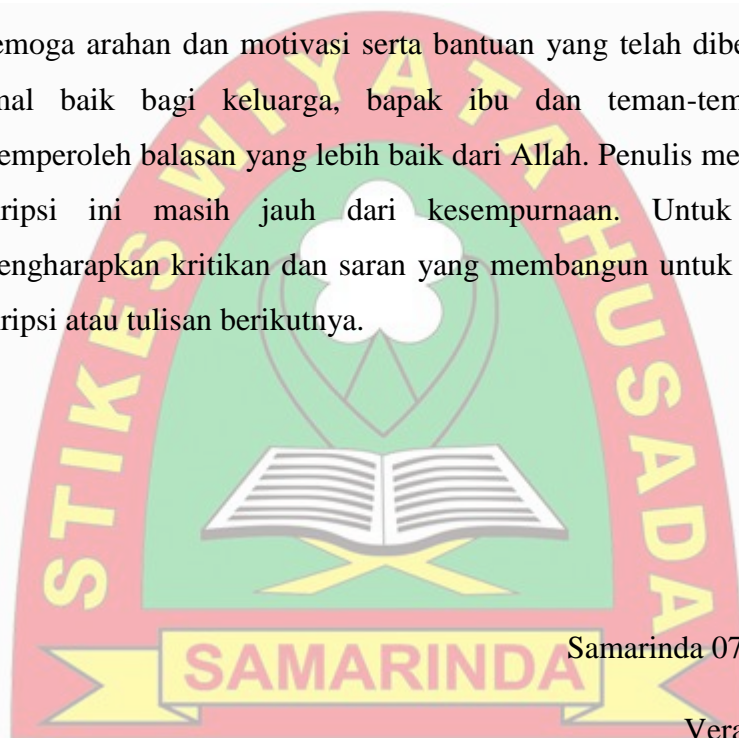 emoga arahan dan motivasi serta bantuan yang telah dibe
nal baik bagi keluarga, bapak ibu dan teman-tem
emperoleh balasan yang lebih baik dari Allah. Penulis me
ripsi ini masih jauh dari kesempurnaan. Untuk
engharapkan kritikan dan saran yang membangun untuk
ripsi atau tulisan berikutnya.
STIKES WIYATA HUSADA
SAMARINDA
Samarinda 07
Vera